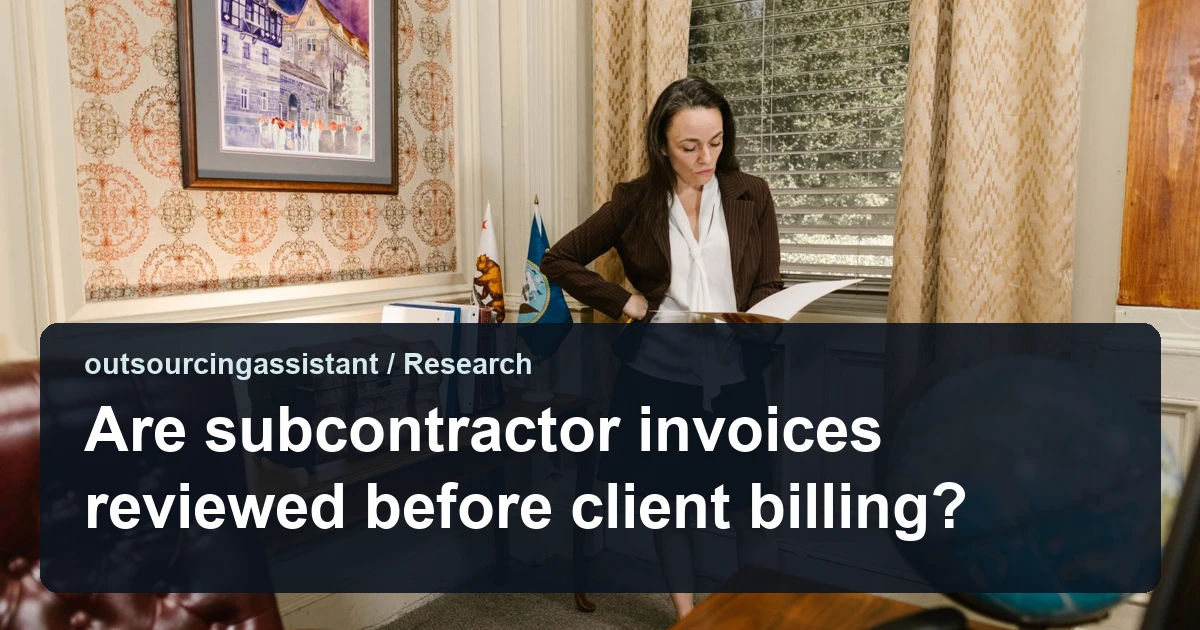 outsourcingassistant / Research
Are subcontractor invoices
reviewed before client billing?